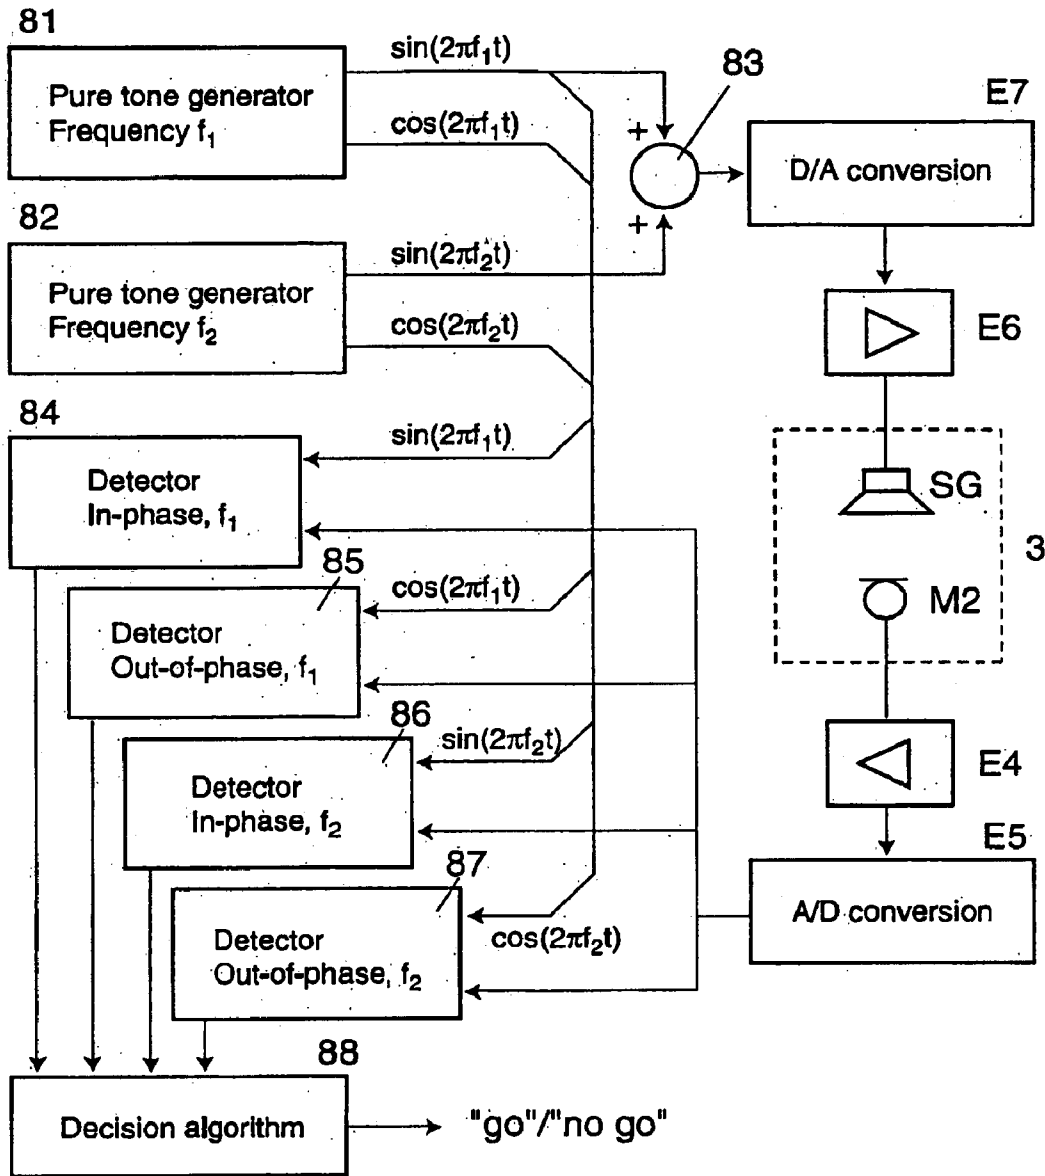 81
Pure tone generator
Frequency f₁
sin(2πf₁t)
cos(2πf₁t)
83
+
+
E7
D/A conversion
82
Pure tone generator
Frequency f₂
sin(2πf₂t)
cos(2πf₂t)
E6
84
Detector
In-phase, f₁
sin(2πf₁t)
SG
3
M2
85
Detector
Out-of-phase, f₁
cos(2πf₁t)
86
Detector
In-phase, f₂
sin(2πf₂t)
E4
E5
A/D conversion
87
Detector
Out-of-phase, f₂
cos(2πf₂t)
88
Decision algorithm
"go"/"no go"